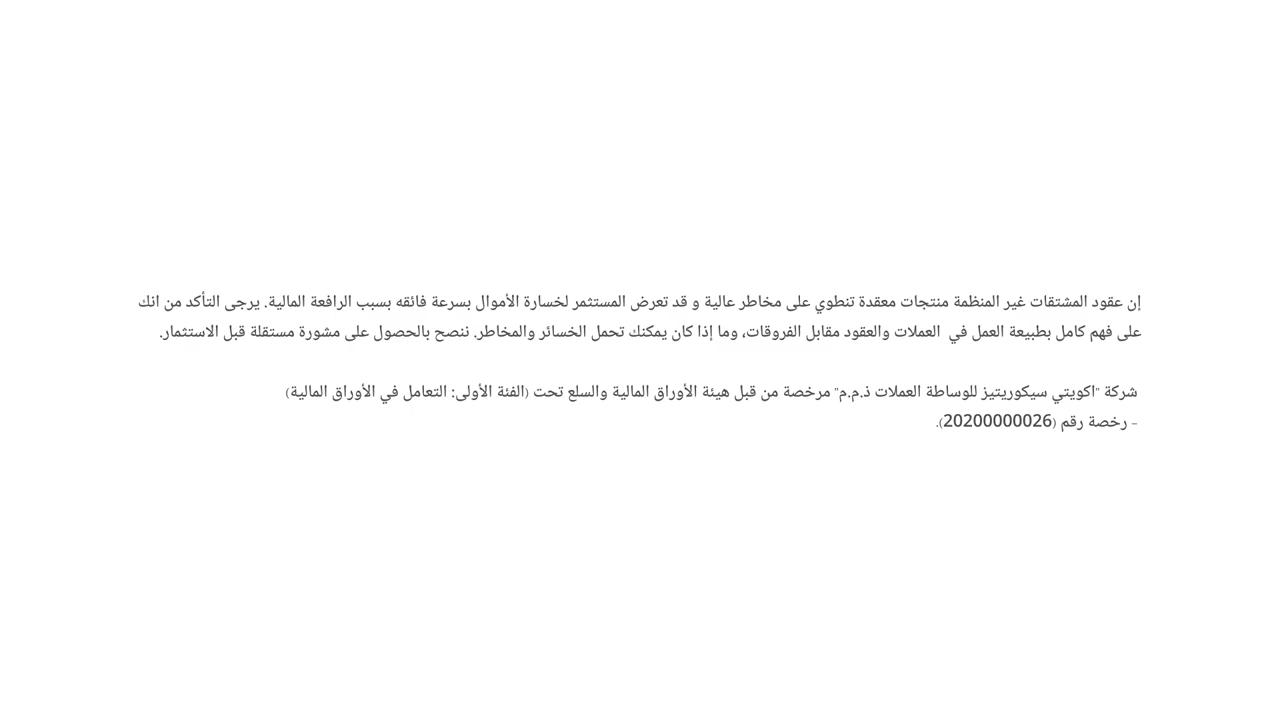 إن عقود المشتقات غير المنظمة منتجات معقدة تنطوي على مخاطر عالية و قد تعرض المستثمر لخسارة الأموال بسرعة فائقه بسبب الرافعة المالية. يرجى التأكد من انك
على فهم كامل بطبيعة العمل في العملات والعقود مقابل الفروقات، وما إذا كان يمكنك تحمل الخسائر والمخاطر. ننصح بالحصول على مشورة مستقلة قبل الاستثمار.
شركة "اكويتي سيكوريتيز للوساطة العملات ذ.م.م" مرخصة من قبل هيئة الأوراق المالية والسلع تحت (الفئة الأولى: التعامل في الأوراق المالية)
- رخصة رقم (20200000026).